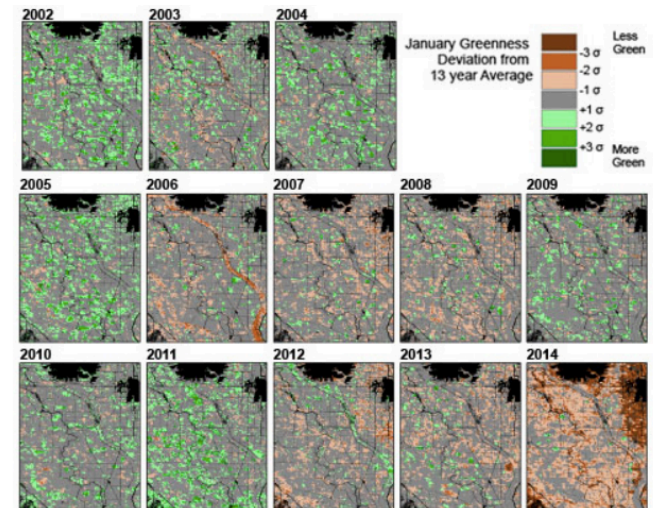 2002
2003
2004
January Greenness
Deviation from
13 year Average
Less
Green
-3 σ
-2 σ
-1 σ
+1 σ
+2 σ
+3 σ
More
Green
2005
2006
2007
2008
2009
2010
2011
2012
2013
2014